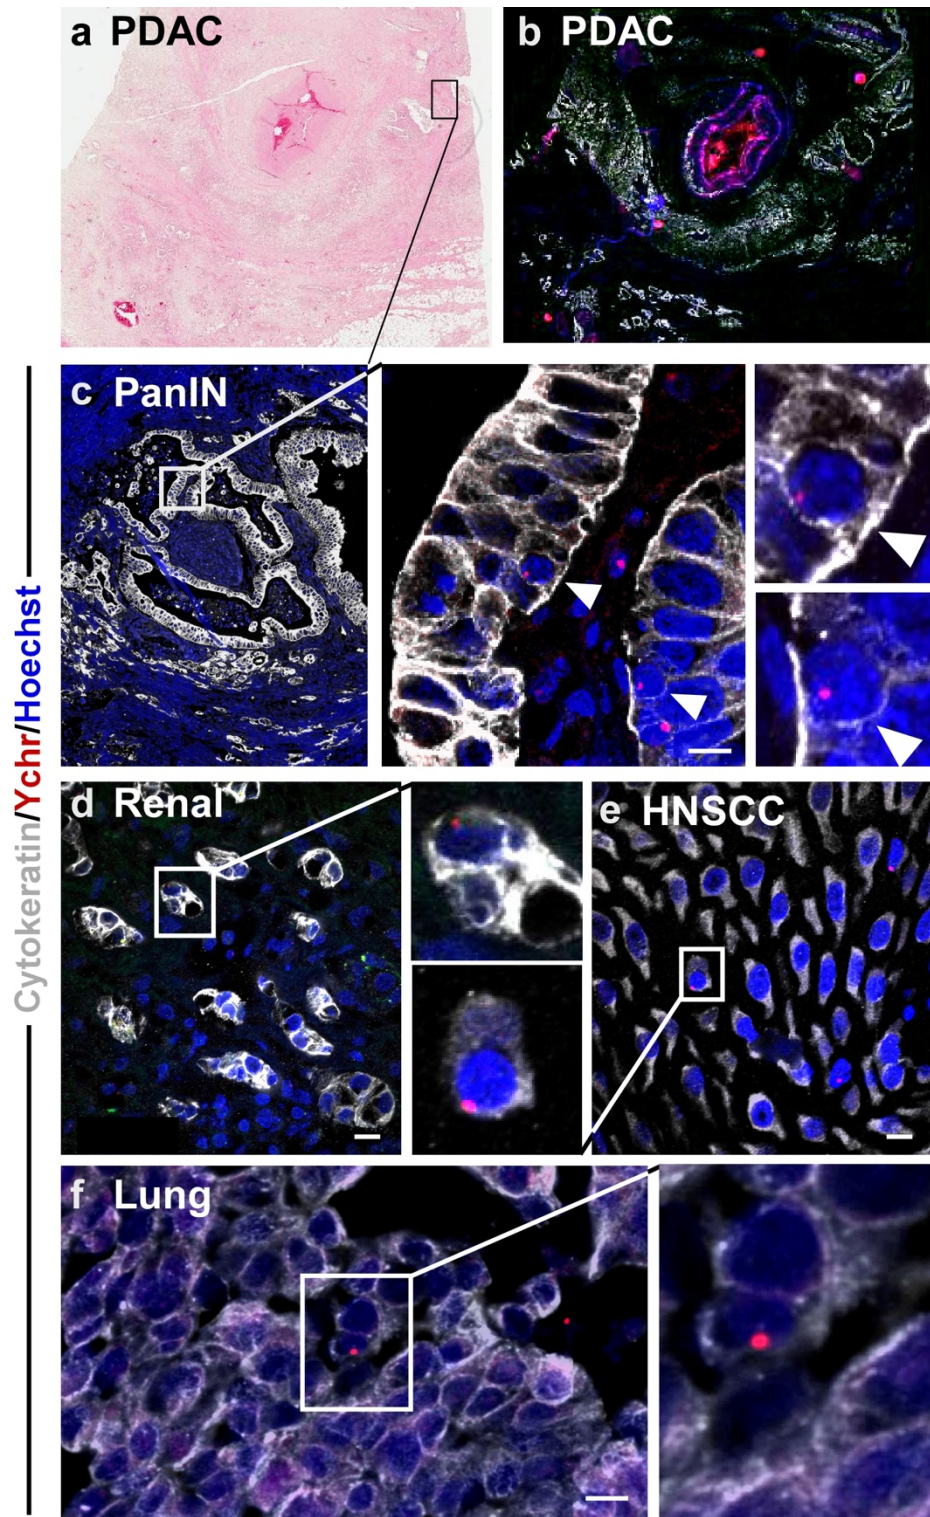 a PDAC
b PDAC
c PanIN
Cytokeratin/Ychr/Hoechst
d Renal
e HNSCC
f Lung